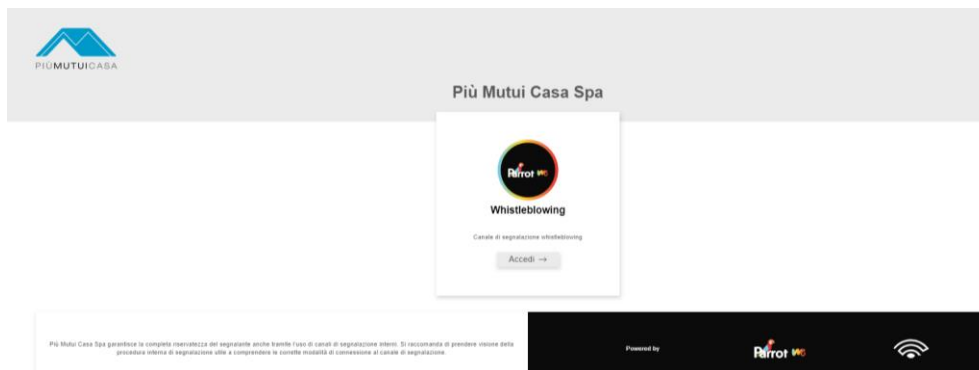 PIÙMUTUICASA
Più Mutui Casa Spa
Parrot WB
Whistleblowing
Canale di segnalazione whistleblowing
Accedi →
Più Mutui Casa Spa garantisce la completa riservatezza del segnalante anche tramite l'uso di canali di segnalazione interni. Si raccomanda di prendere visione della
procedura interna di segnalazione utile a comprendere le corrette modalità di connessione al canale di segnalazione.
Powered by
Parrot WB